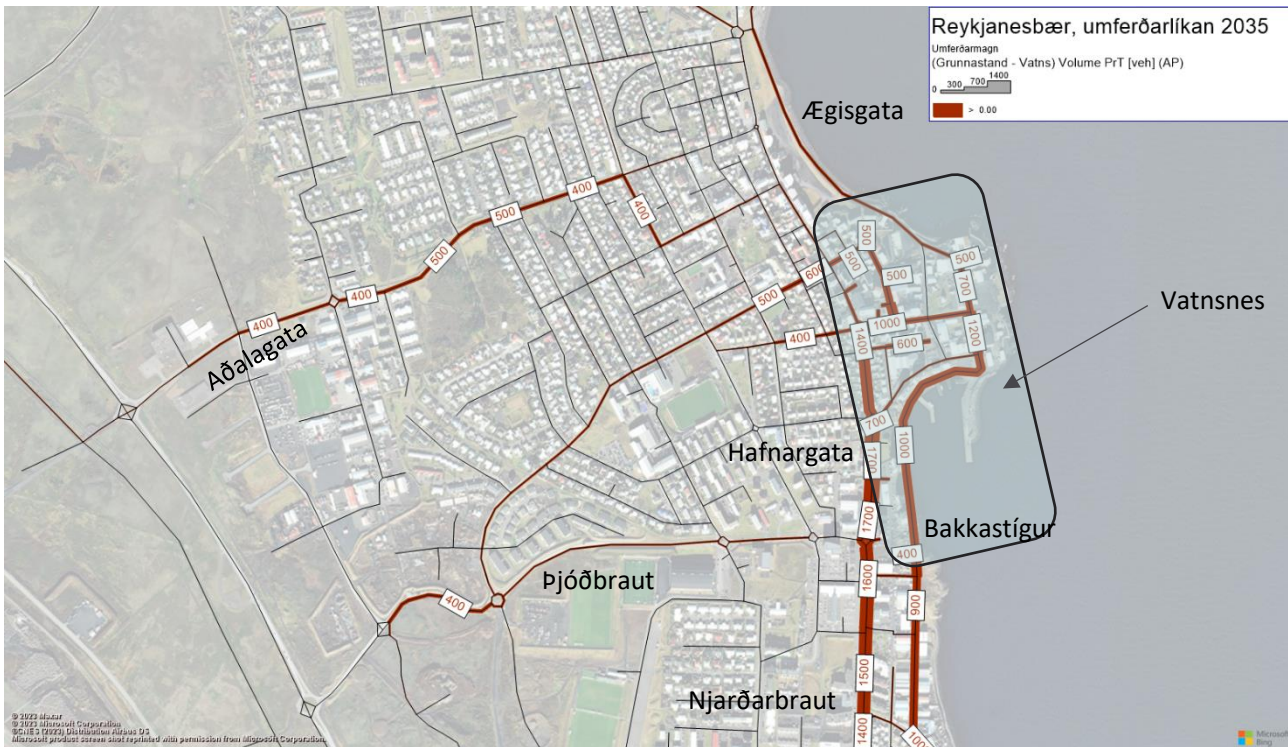 Reykjanesbær, umferðarlíkan 2035
Umferðarmagn
(Grunnastand - Vatns) Volume PrT [veh] (AP)
0 300 700 1400
> 0.00
Ægisgata
400
400
500
500
500
500
500
600
500
700
Vatnsnes
400
400
500
1000
1200
400
1400
600
Aðalagata
700
Hafnargata
1700
1000
1700
Bakkastígur
400
Þjóðbraut
1600
400
900
1500
Njarðarbraut
1400
© 2023 Maxar
© 2023 Microsoft Corporation
©CNES (2023) Distribution Airbus DS
Microsoft product screen shot reprinted with permission from Microsoft Corporation.
Microsoft
Bing